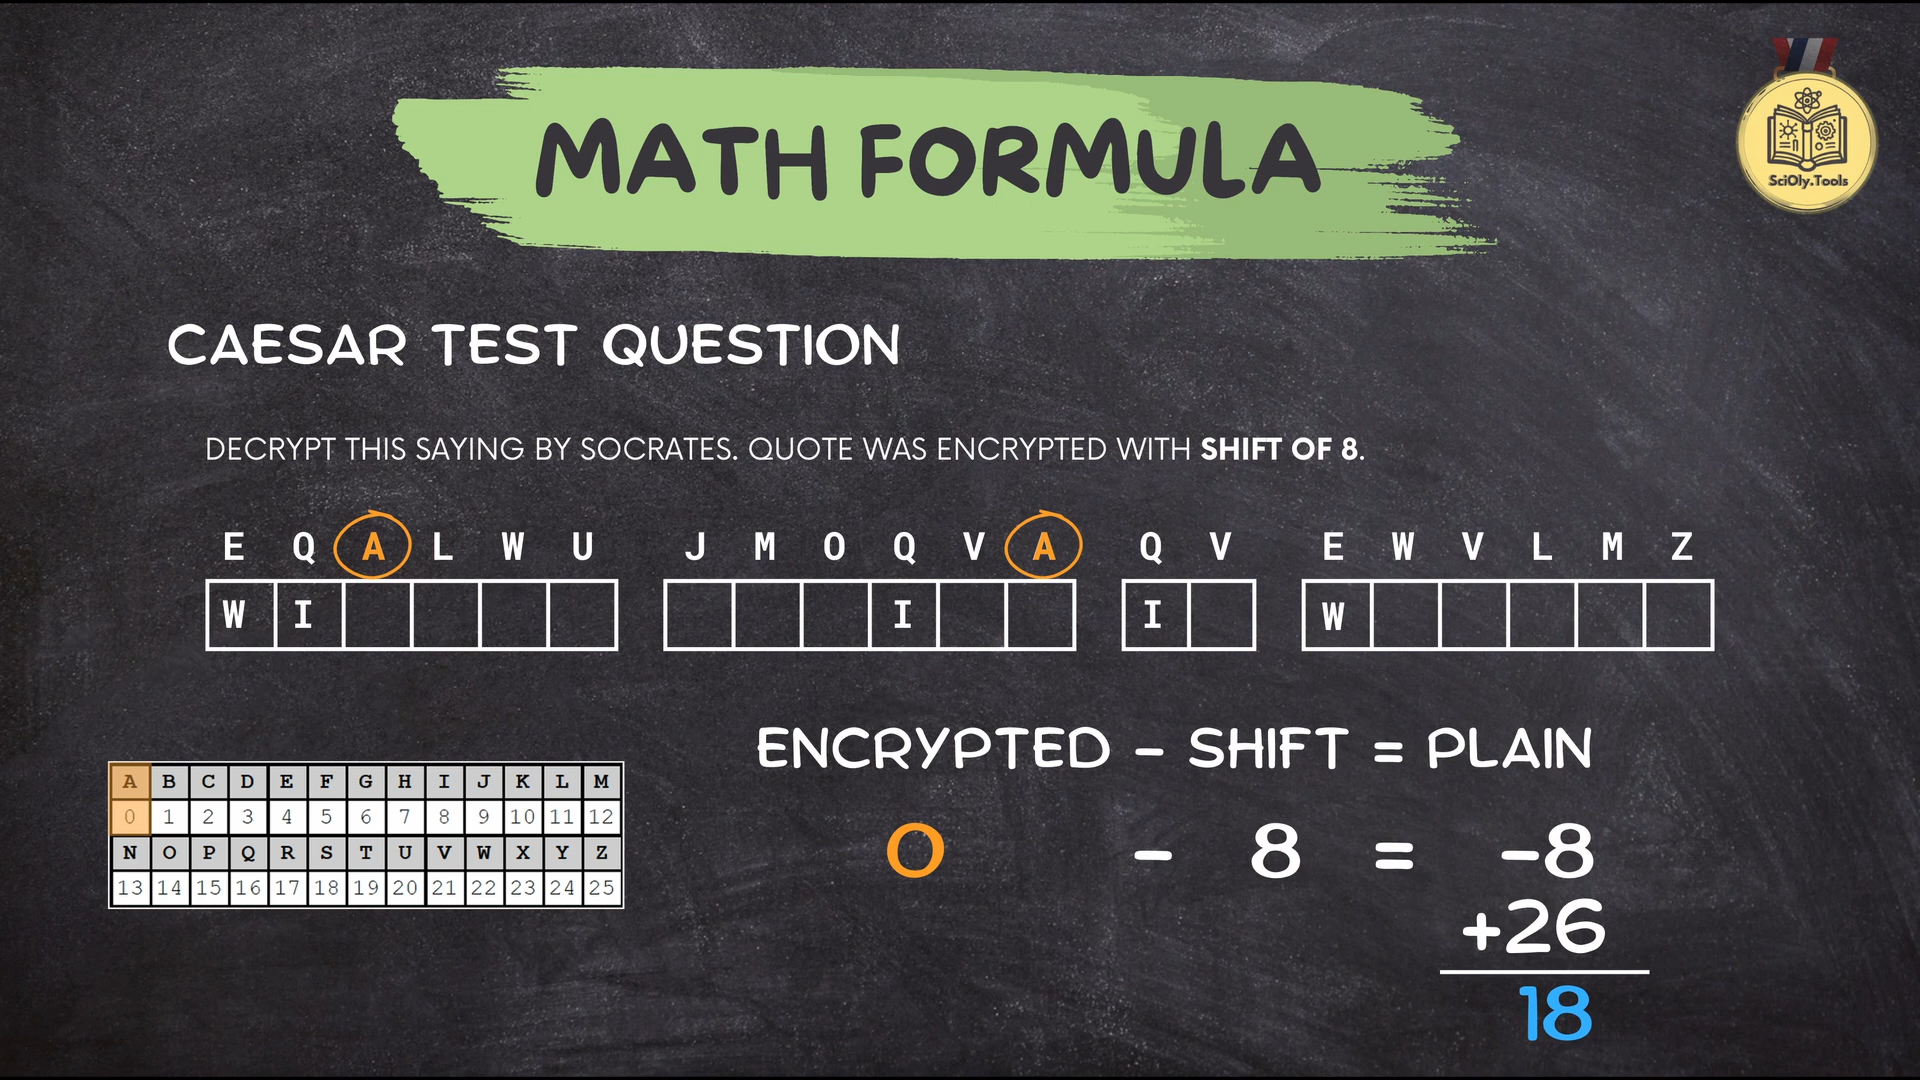 MATH FORMULA
SciOly.Tools
CAESAR TEST QUESTION
DECRYPT THIS SAYING BY SOCRATES. QUOTE WAS ENCRYPTED WITH SHIFT OF 8.
E Q A L W U J M O Q V A Q V E W V L M Z
W I I I W
ENCRYPTED - SHIFT = PLAIN
A B C D E F G H I J K L M
0 1 2 3 4 5 6 7 8 9 10 11 12
N O P Q R S T U V W X Y Z
13 14 15 16 17 18 19 20 21 22 23 24 25
0 - 8 = -8
+26
18